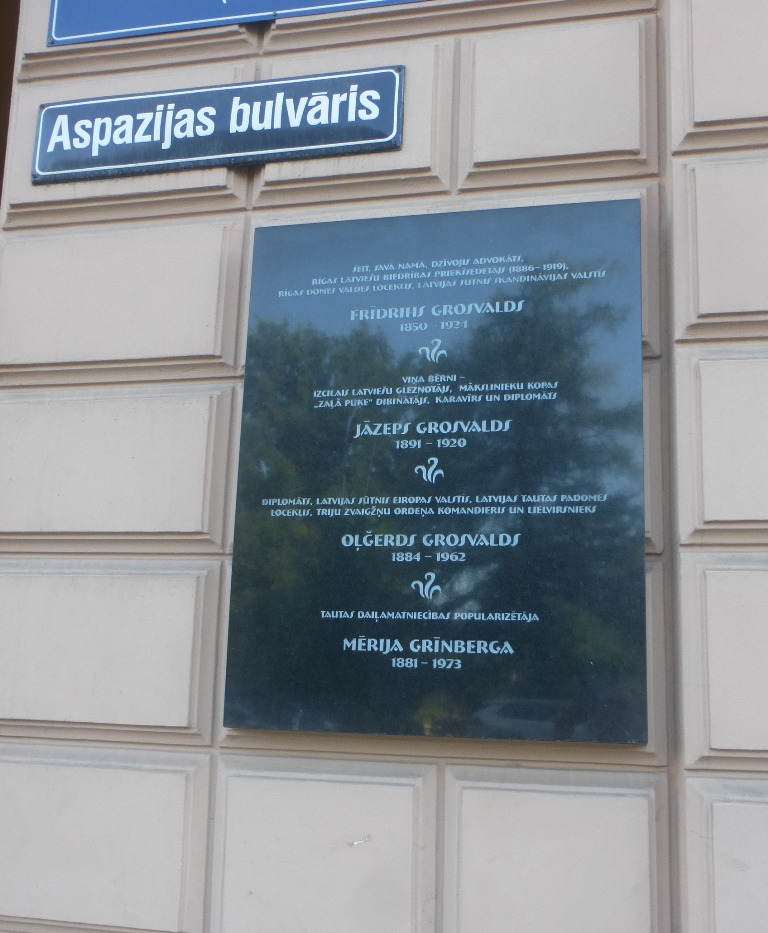 Aspazijas bulvāris
ŠEIT, SAVĀ NAMĀ, DZĪVOJIS ADVOKĀTS,
RĪGAS LATVIEŠU BIEDRĪBAS PRIEKŠSĒDĒTĀJS (1886 – 1919),
RĪGAS DOMES VALDES LOCEKLIS, LATVIJAS SŪTNIS SKANDINĀVIJAS VALSTĪS
FRĪDRIHS GROSVALDS
1850 – 1924
VIŅA BĒRNI –
IZCILAIS LATVIEŠU GLEZNOTĀJS, MĀKSLINIEKU KOPAS
„ZAĻĀ PUĶE” DIBINĀTĀJS, KARAVĪRS UN DIPLOMĀTS
JĀZEPS GROSVALDS
1891 – 1920
DIPLOMĀTS, LATVIJAS SŪTNIS EIROPAS VALSTĪS, LATVIJAS TAUTAS PADOMES
LOCEKLIS, TRIJU ZVAIGŽŅU ORDEŅA KOMANDIERIS UN LIELVIRSNIEKS
OĻĢERDS GROSVALDS
1884 – 1962
TAUTAS DAIĻAMATNIECĪBAS POPULARIZĒTĀJA
MĒRIJA GRĪNBERGA
1881 – 1973